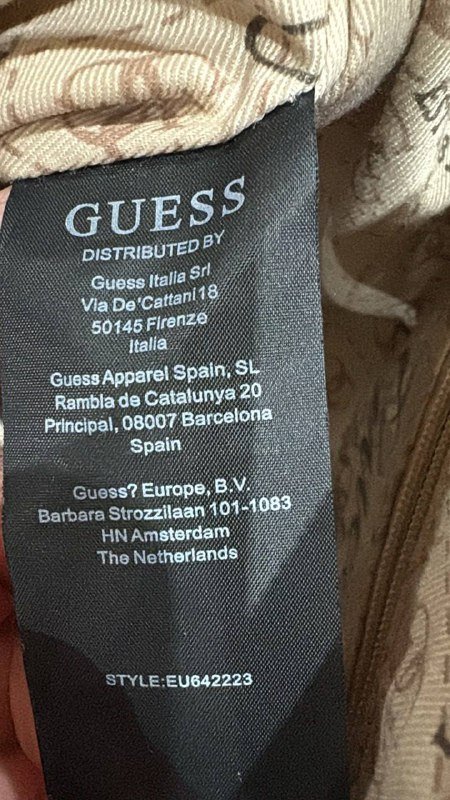 GUESS
DISTRIBUTED BY
Guess Italia Srl
Via De'Cattani 18
50145 Firenze
Italia
Guess Apparel Spain, SL
Rambla de Catalunya 20
Principal, 08007 Barcelona
Spain
Guess? Europe, B.V.
Barbara Strozzilaan 101-1083
HN Amsterdam
The Netherlands
STYLE:EU642223